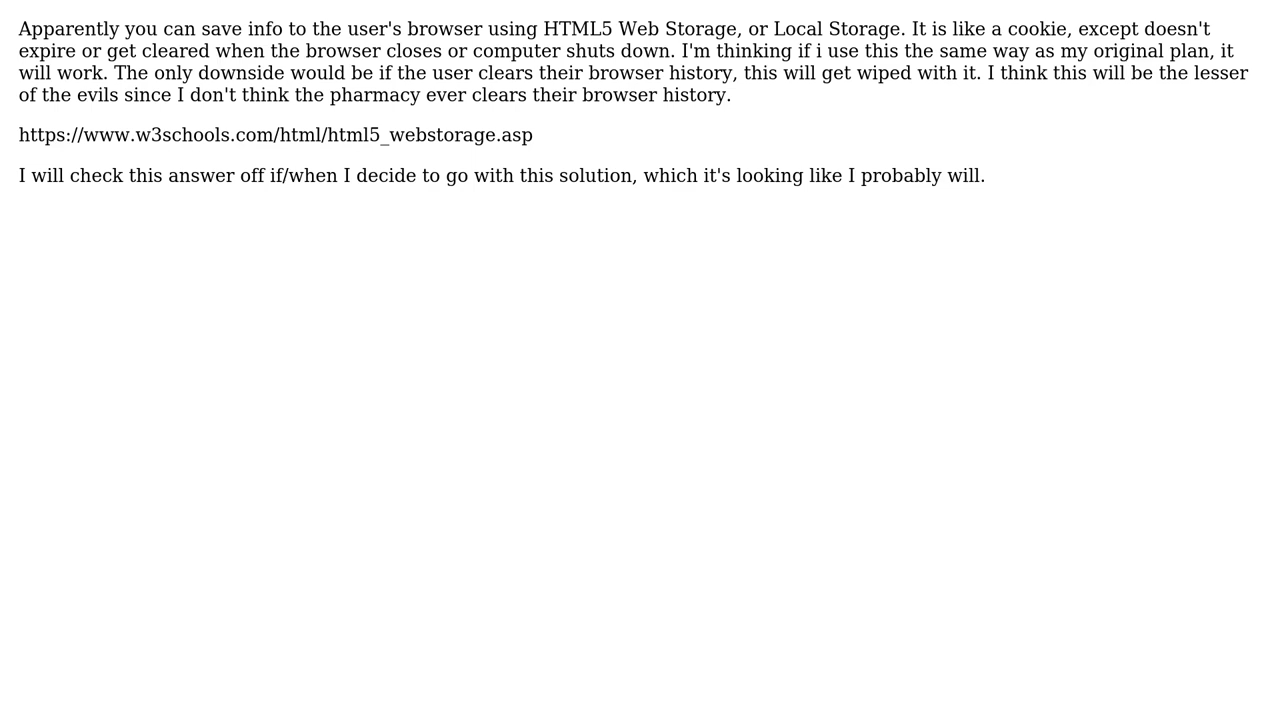 Apparently you can save info to the user's browser using HTML5 Web Storage, or Local Storage. It is like a cookie, except doesn't
expire or get cleared when the browser closes or computer shuts down. I'm thinking if i use this the same way as my original plan, it
will work. The only downside would be if the user clears their browser history, this will get wiped with it. I think this will be the lesser
of the evils since I don't think the pharmacy ever clears their browser history.
https://www.w3schools.com/html/html5_webstorage.asp
I will check this answer off if/when I decide to go with this solution, which it's looking like I probably will.